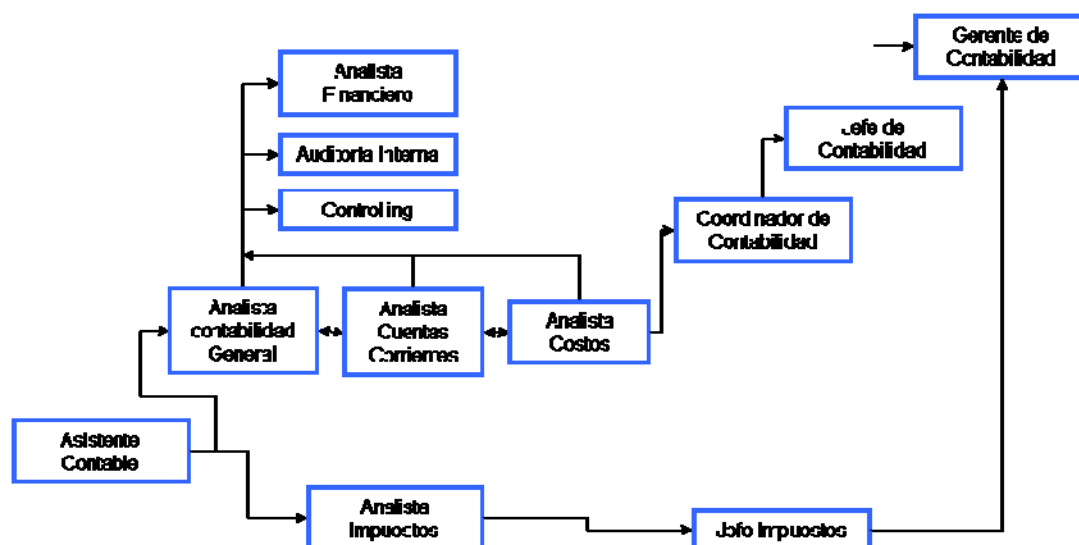 Gerente de
Contabilidad
Analista
Financiero
Auditoria Interna
Controlling
Jefe de
Contabilidad
Coordinador de
Contabilidad
Analista
contabilidad
General
Analista
Cuentas
Corrientes
Analista
Costos
Asistente
Contable
Analista
Impuestos
Jefe Impuestos